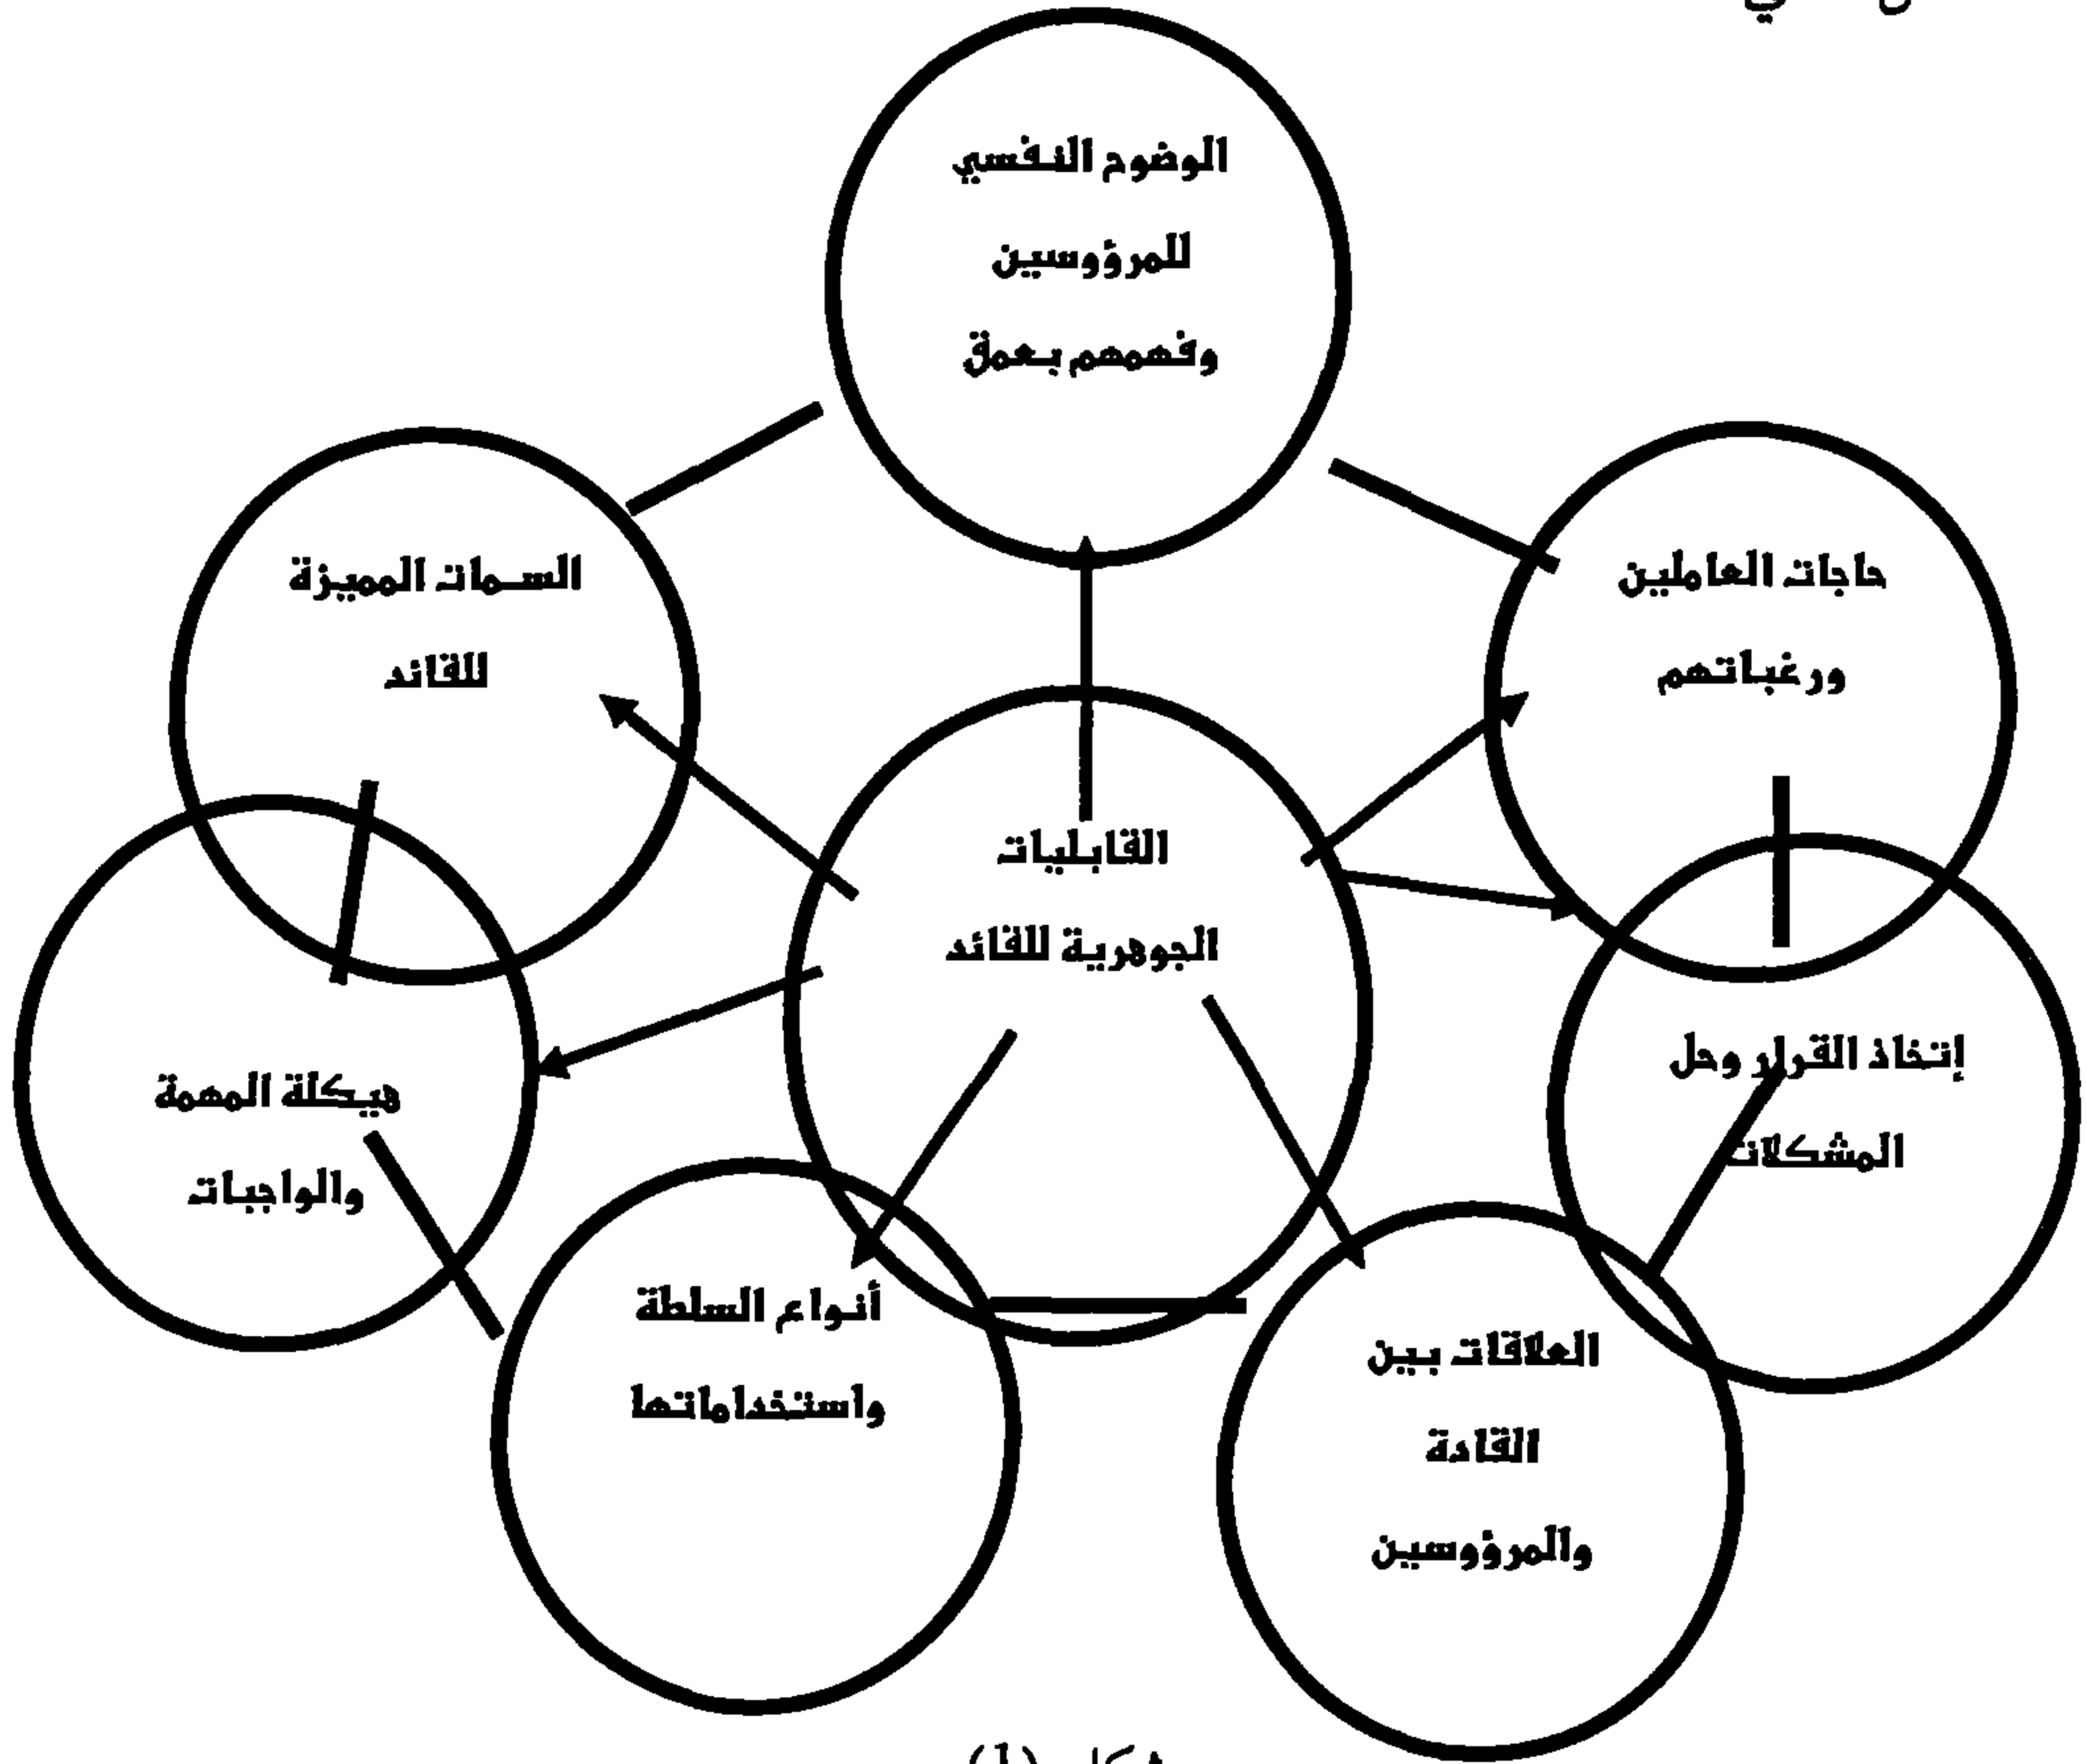 الوضوح النفسي
للمرؤوسين
وفهمهم بعمق
حاجات العاملين
ورغباتهم
السمات المميزة
للقائد
القابليات
الجوهرية للقائد
إتخاذ القرار وحل
المشكلات
هيكلة المهمة
والواجبات
أنواع السلطة
واستخداماتها
العلاقات بين
القادة
والمرؤوسين